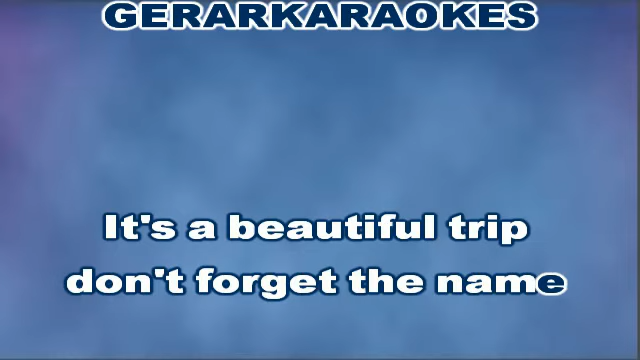 GERARKARAOKES
It's a beautiful trip
don't forget the name